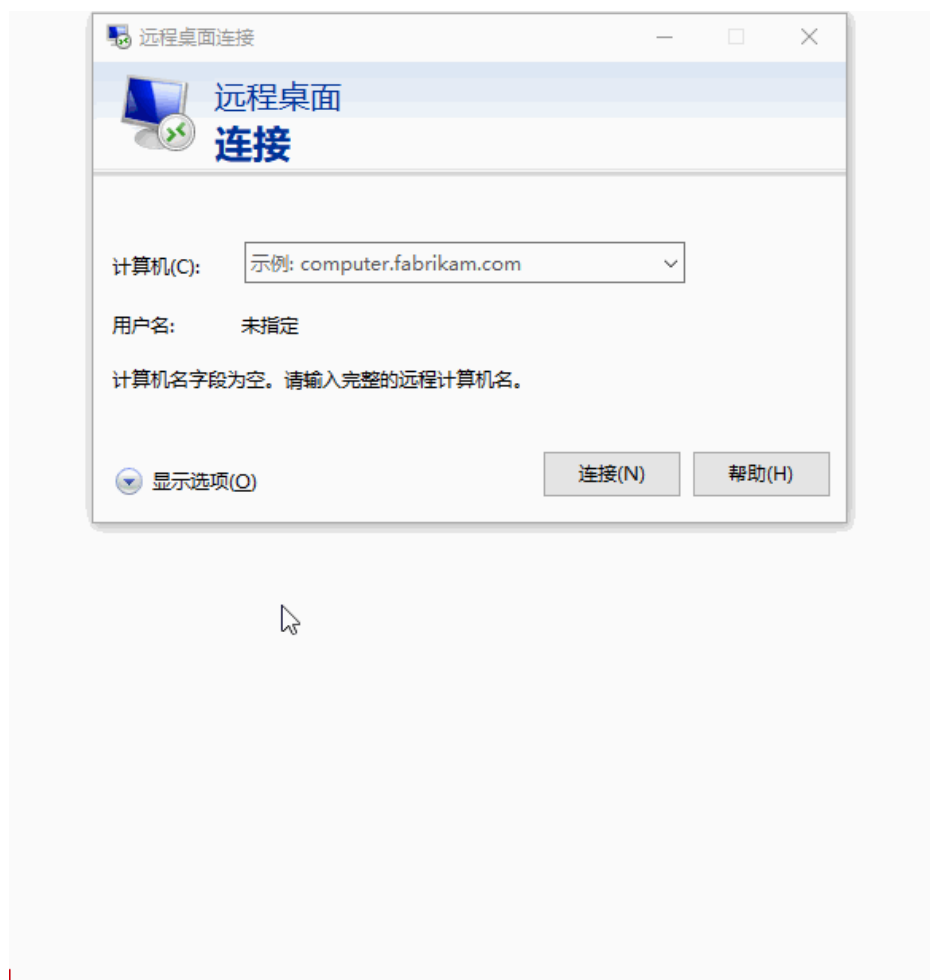 远程桌面连接
远程桌面
连接
计算机(C): 示例: computer.fabrikam.com
用户名: 未指定
计算机名字段为空。请输入完整的远程计算机名。
显示选项(O) 连接(N) 帮助(H)